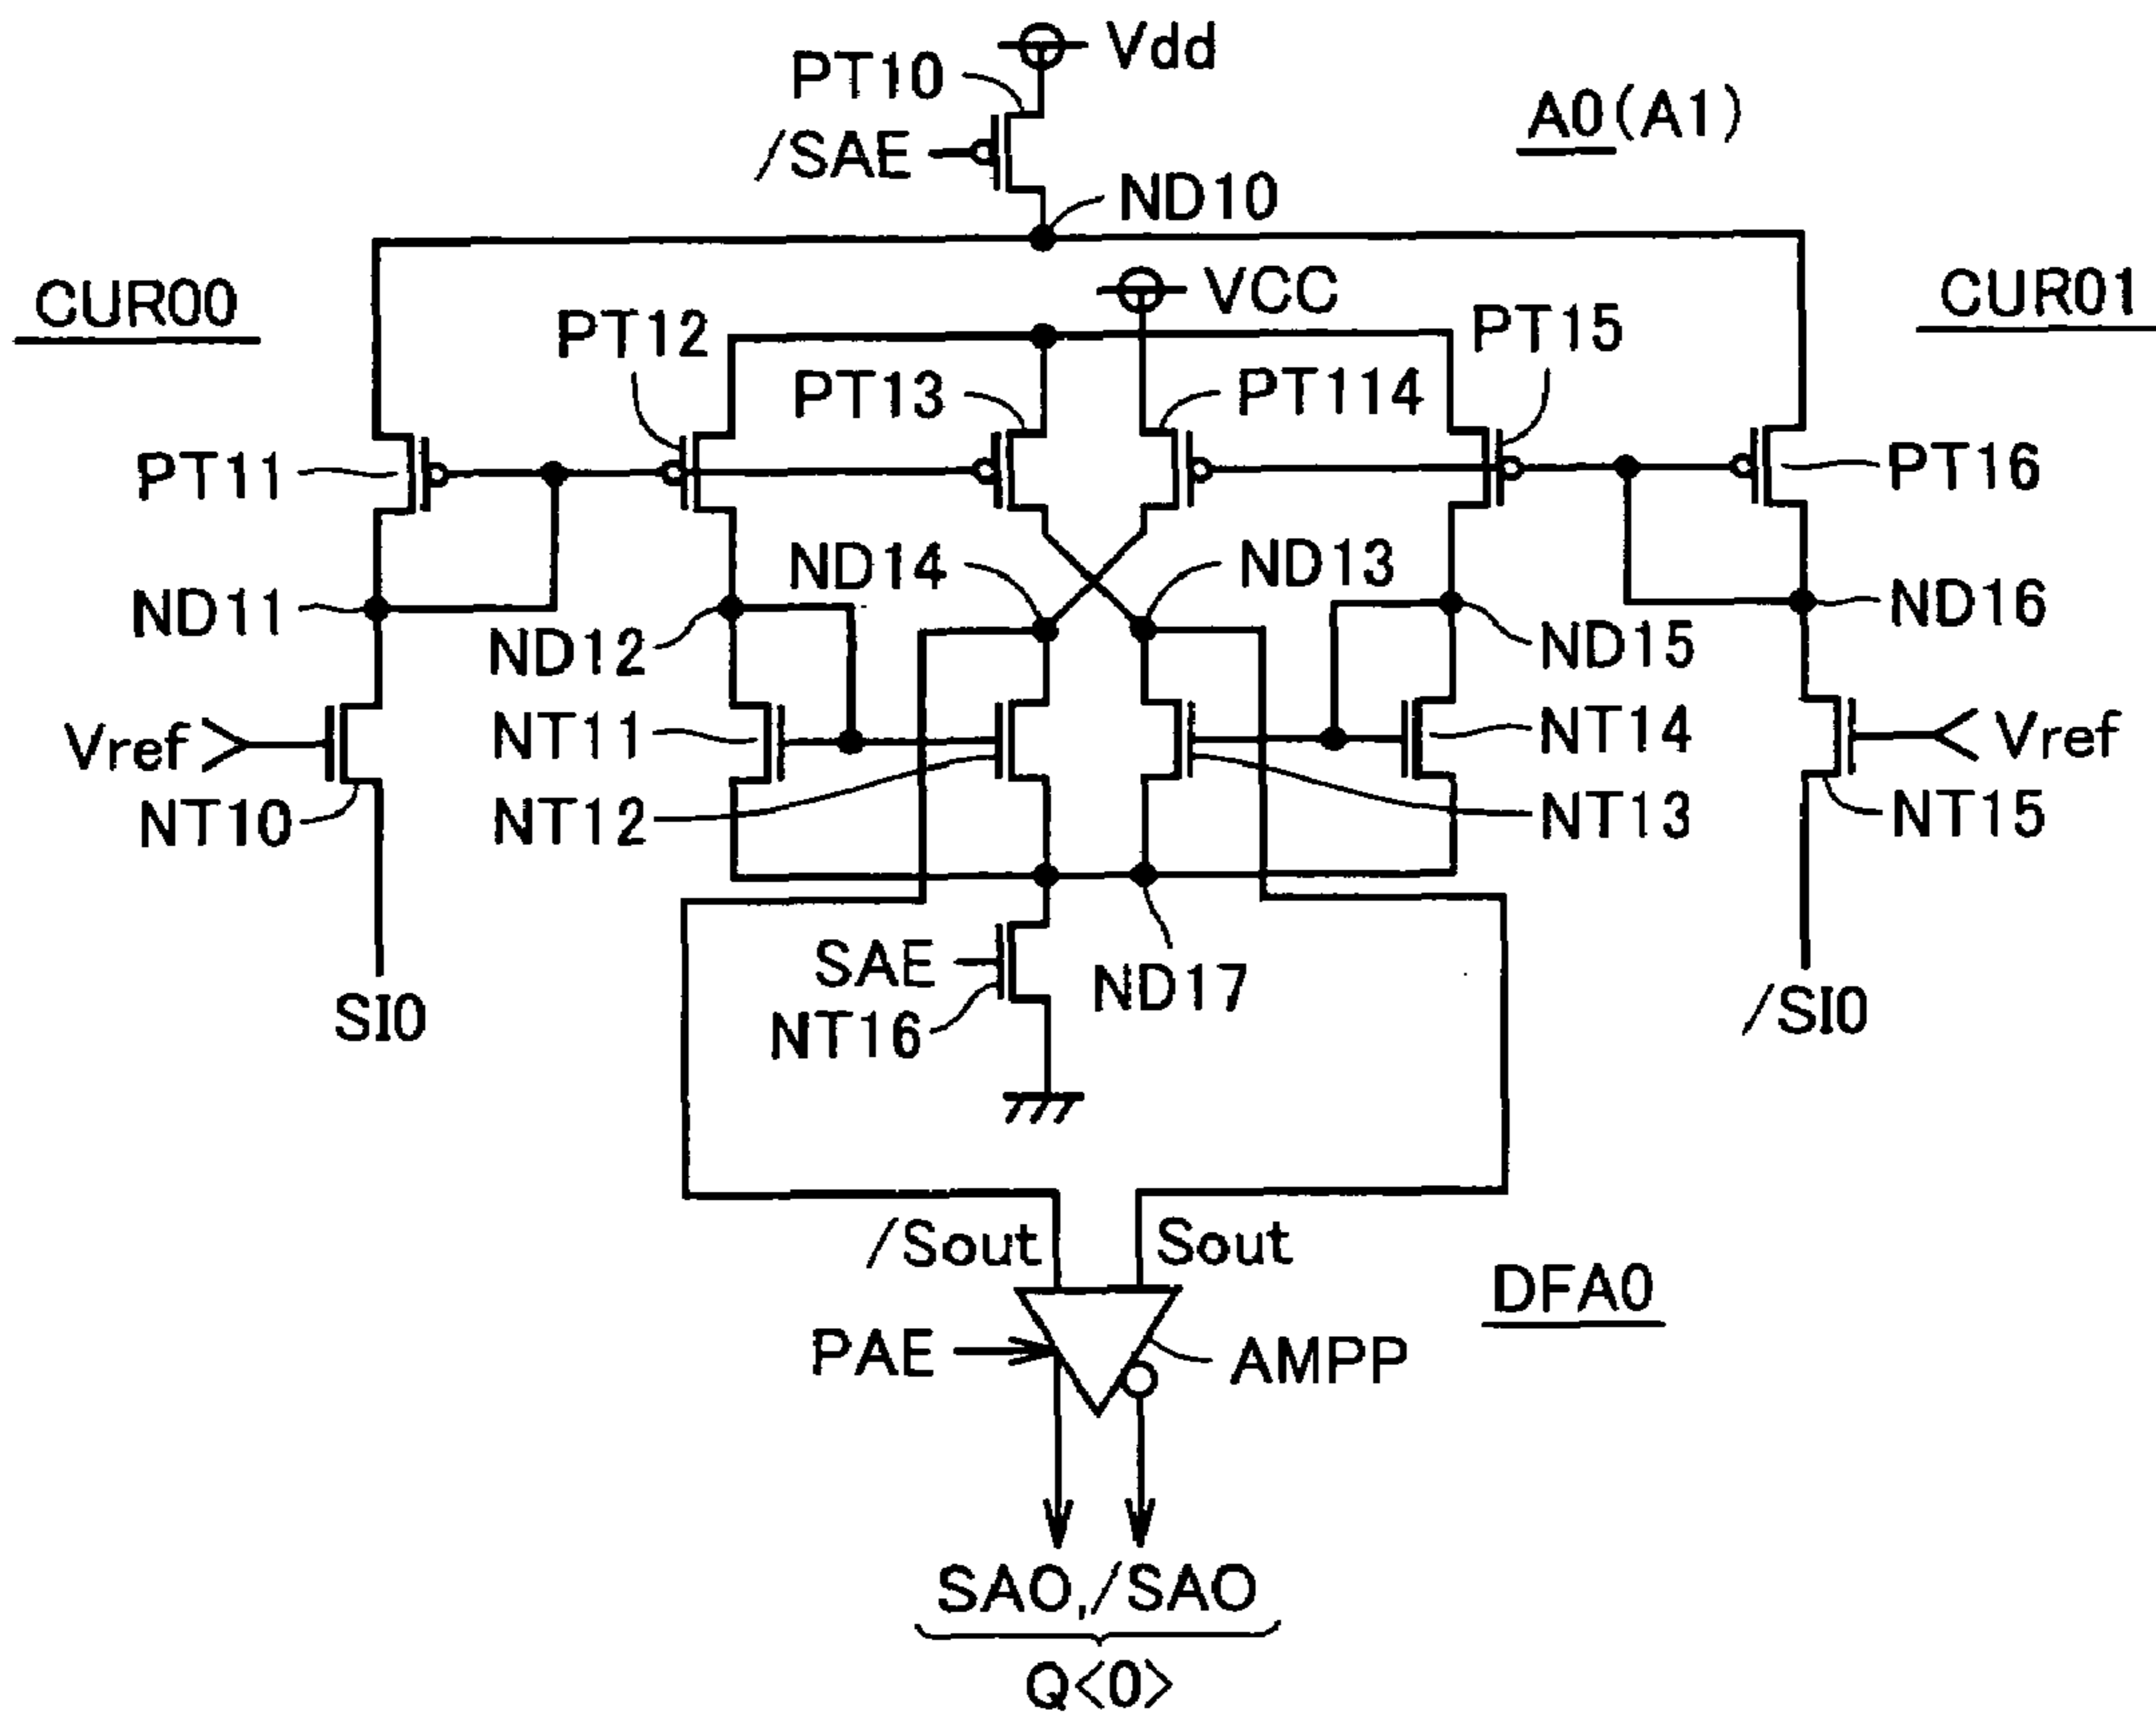 Vdd
PT10
A0(A1)
/SAE
ND10
CUR00
VCC
CUR01
PT12
PT15
PT13
PT114
PT11
PT16
ND14
ND13
ND11
ND16
ND12
ND15
Vref
NT11
NT14
Vref
NT10
NT12
NT13
NT15
SAE
ND17
SI0
/SI0
NT16
/Sout
Sout
DFA0
PAE
AMPP
SAO,/SAO
Q<0>